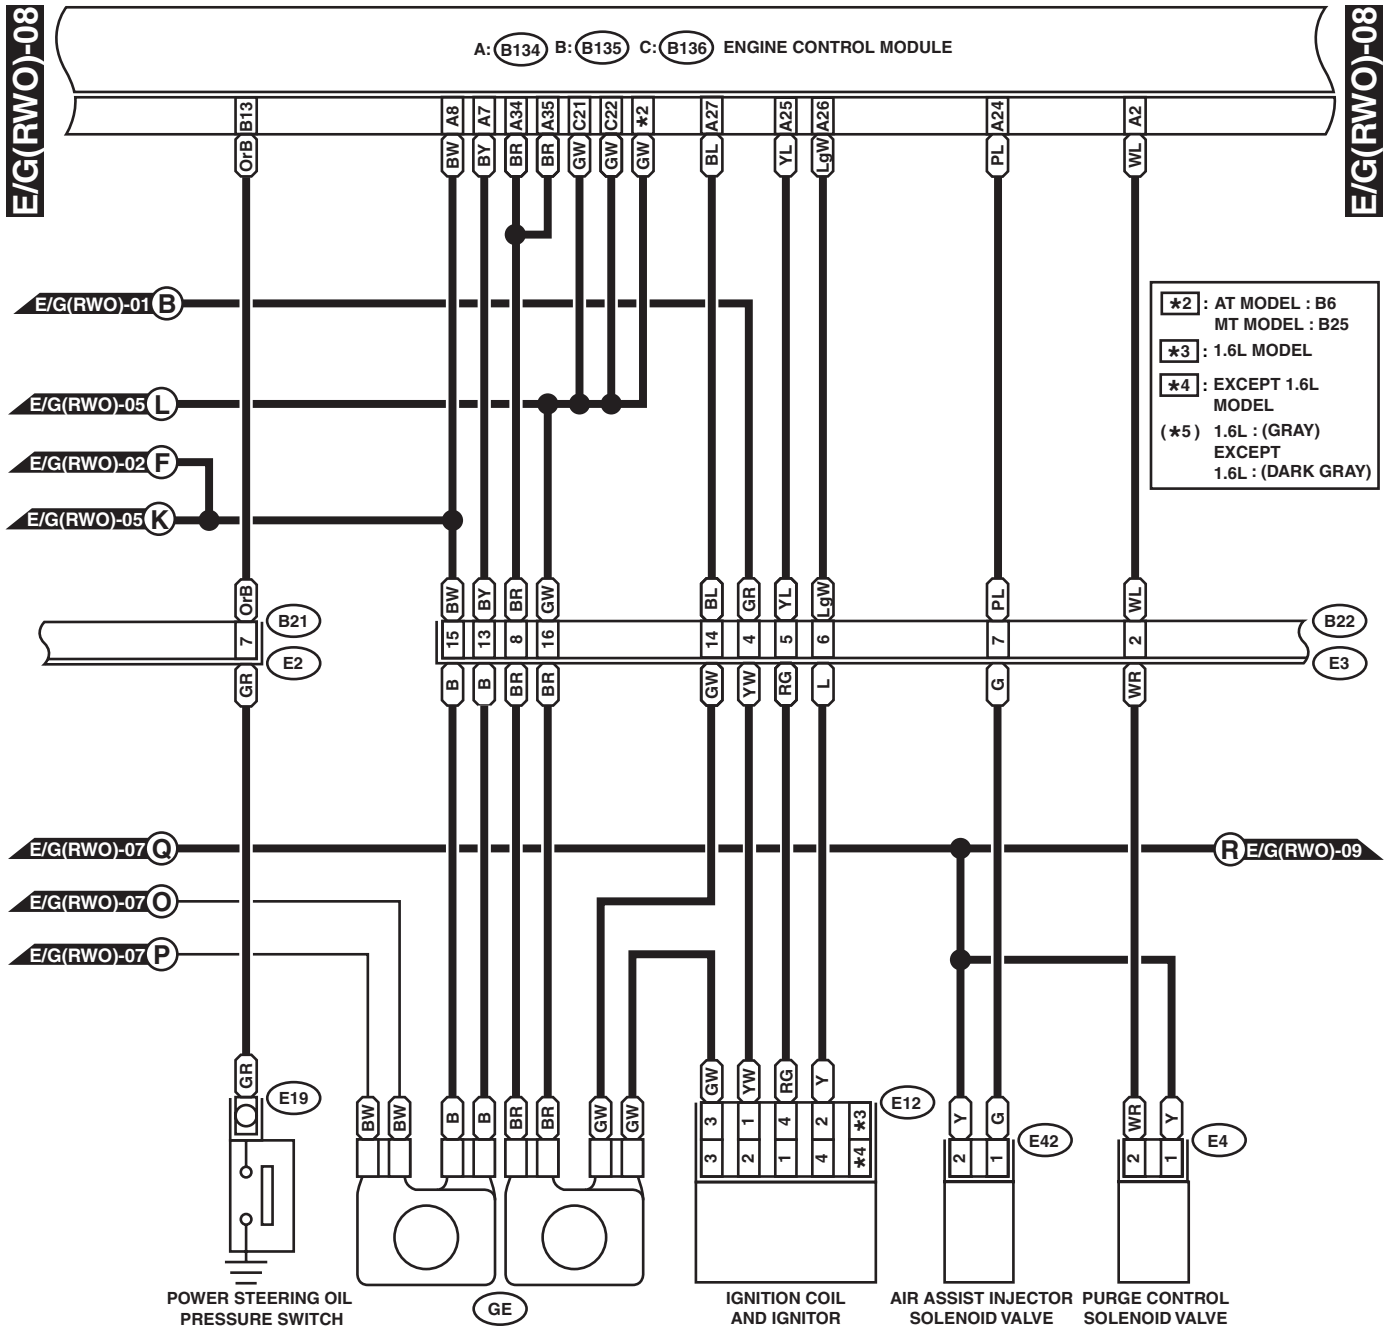 E/G(RWO)-08
E/G(RWO)-08
A: B134 B: B135 C: B136 ENGINE CONTROL MODULE
B13 A8 A7 A34 A35 C21 C22 *2 A27 A25 A26 A24 A2
OrB BW BY BR BR GW GW GW BL YL LgW PL WL
E/G(RWO)-01 B
*2 : AT MODEL : B6
MT MODEL : B25
*3 : 1.6L MODEL
*4 : EXCEPT 1.6L
MODEL
(*5) 1.6L : (GRAY)
EXCEPT
1.6L : (DARK GRAY)
E/G(RWO)-05 L
E/G(RWO)-02 F
E/G(RWO)-05 K
OrB BW BY BR GW BL GR YL LgW PL WL
B21 B22
7 15 13 8 16 14 4 5 6 7 2
E2 E3
GR B B BR BR GW YW RG L G WR
E/G(RWO)-07 Q
R E/G(RWO)-09
E/G(RWO)-07 O
E/G(RWO)-07 P
GR BW BW B B BR BR GW GW GW YW RG Y Y G WR Y
E19 E12
3 1 4 2 *3
3 2 1 4 *4
2 1 E42
2 1 E4
POWER STEERING OIL
PRESSURE SWITCH
GE
IGNITION COIL
AND IGNITOR
AIR ASSIST INJECTOR
SOLENOID VALVE
PURGE CONTROL
SOLENOID VALVE